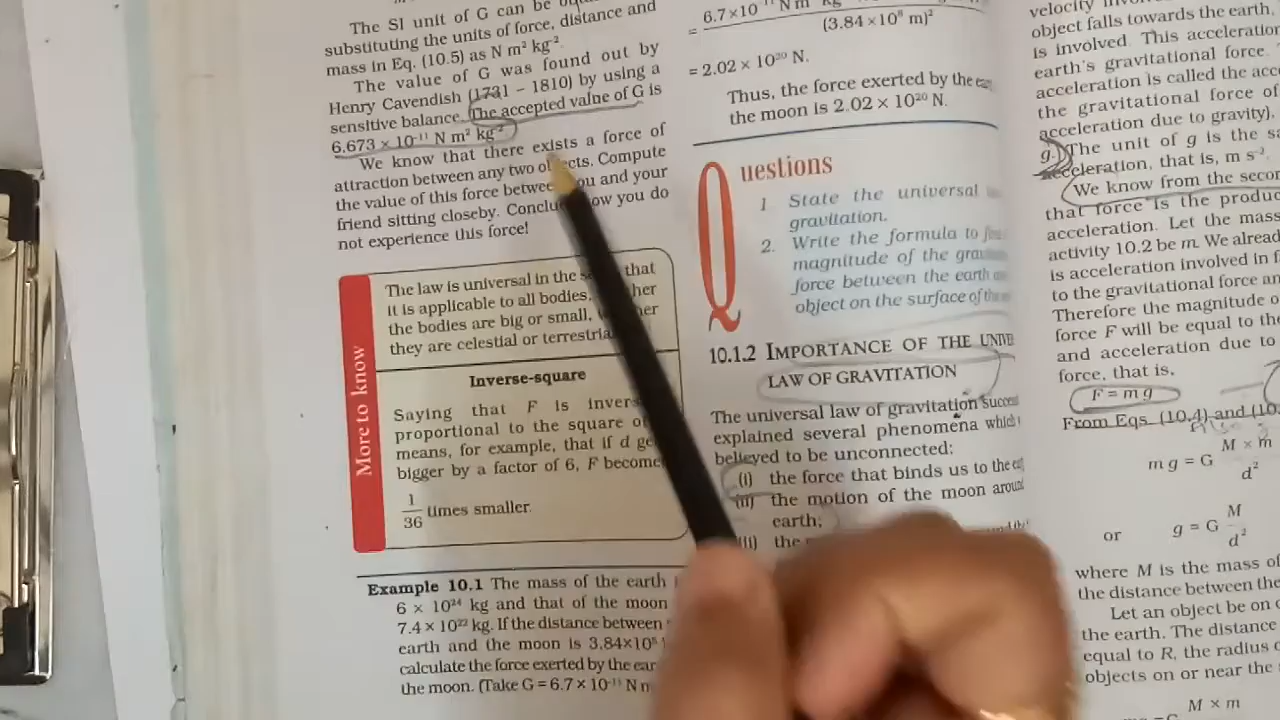 The SI unit of G can be
substituting the units of force, distance and
mass in Eq. (10.5) as N m² kg⁻².
The value of G was found out by
Henry Cavendish (1731 – 1810) by using a
sensitive balance. The accepted value of G is
6.673 × 10⁻¹¹ N m² kg⁻².
We know that there exists a force of
attraction between any two objects. Compute
the value of this force between you and your
friend sitting closeby. Conclude how you do
not experience this force!
More to know
The law is universal in the that
it is applicable to all bodies,
the bodies are big or small,
they are celestial or terrestrial
Inverse-square
Saying that F is
proportional to the square
means, for example, that if d
bigger by a factor of 6, F
1
36 times smaller.
Example 10.1 The mass of the earth
6 × 10²⁴ kg and that of the moon
7.4 × 10²² kg. If the distance between
earth and the moon is 3.84×10⁸
calculate the force exerted by the
the moon. (Take G = 6.7 × 10⁻¹¹ N
6.7×10⁻¹¹ N m
= (3.84×10⁸ m)²
= 2.02 × 10²⁰ N.
Thus, the force exerted by the
the moon is 2.02 × 10²⁰ N.
Questions
1. State the universal
gravitation.
2. Write the formula to
magnitude of the
force between the earth
object on the surface of
10.1.2 IMPORTANCE OF THE
LAW OF GRAVITATION
The universal law of gravitation
explained several phenomena which
believed to be unconnected:
(i) the force that binds us to the
(ii) the motion of the moon around
earth;
the
velocity
object falls towards the earth,
is involved. This
earth's gravitational force.
acceleration is called the
the gravitational force of
acceleration due to gravity).
g. The unit of g is the
acceleration, that is, m s⁻².
We know from the
that force is the
acceleration. Let the mass
activity 10.2 be m. We
is acceleration involved in
to the gravitational force
Therefore the magnitude
force F will be equal to the
and acceleration due to
force, that is,
F = m g
From Eqs. (10.4) and
M × m
m g = G
d²
M
or g = G
d²
where M is the mass
the distance between the
Let an object be on
the earth. The distance
equal to R, the radius
objects on or near the
M × m